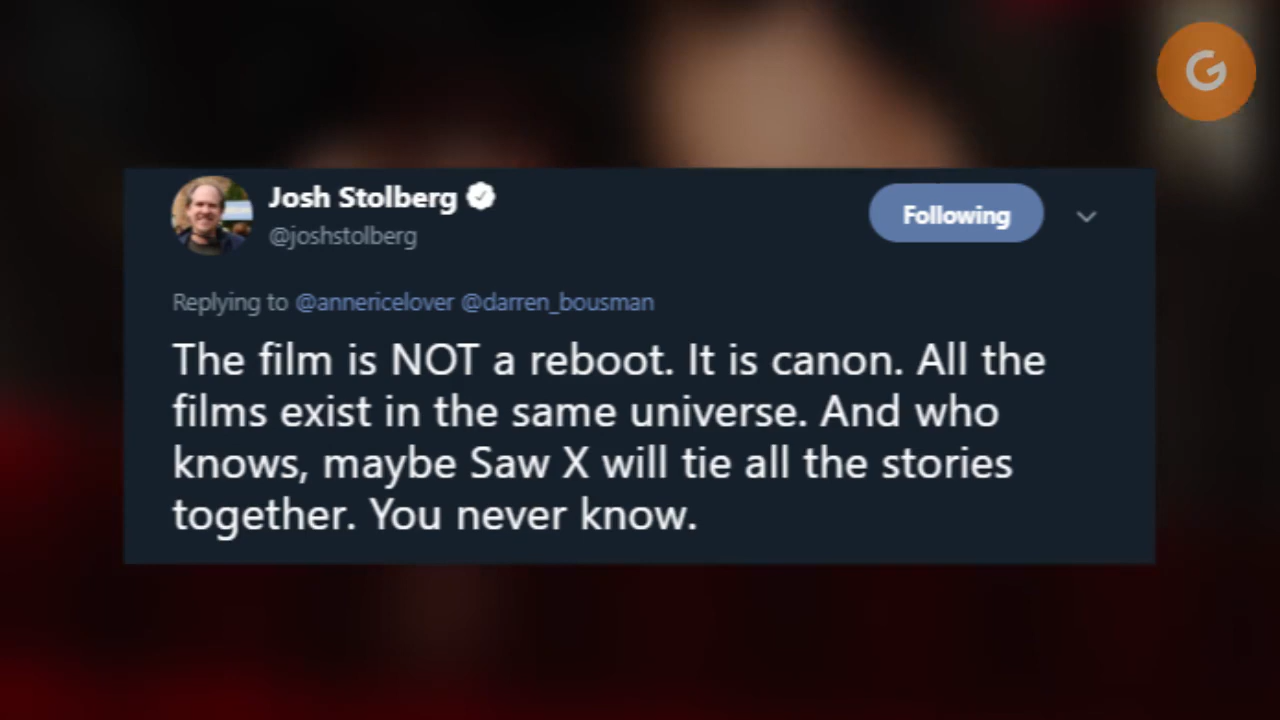 G
Josh Stolberg
@joshstolberg
Following
Replying to @annericelover @darren_bousman
The film is NOT a reboot. It is canon. All the
films exist in the same universe. And who
knows, maybe Saw X will tie all the stories
together. You never know.